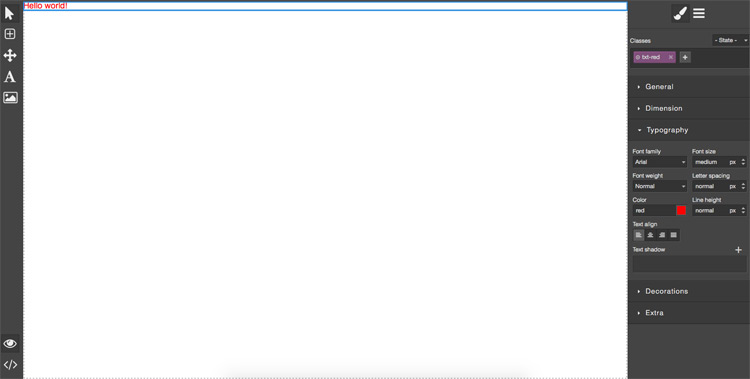 Hello world!
Classes
- State -
txt-red
General
Dimension
Typography
Font family
Font size
Arial
medium px
Font weight
Letter spacing
Normal
normal px
Color
Line height
red
normal px
Text align
Text shadow
Decorations
Extra